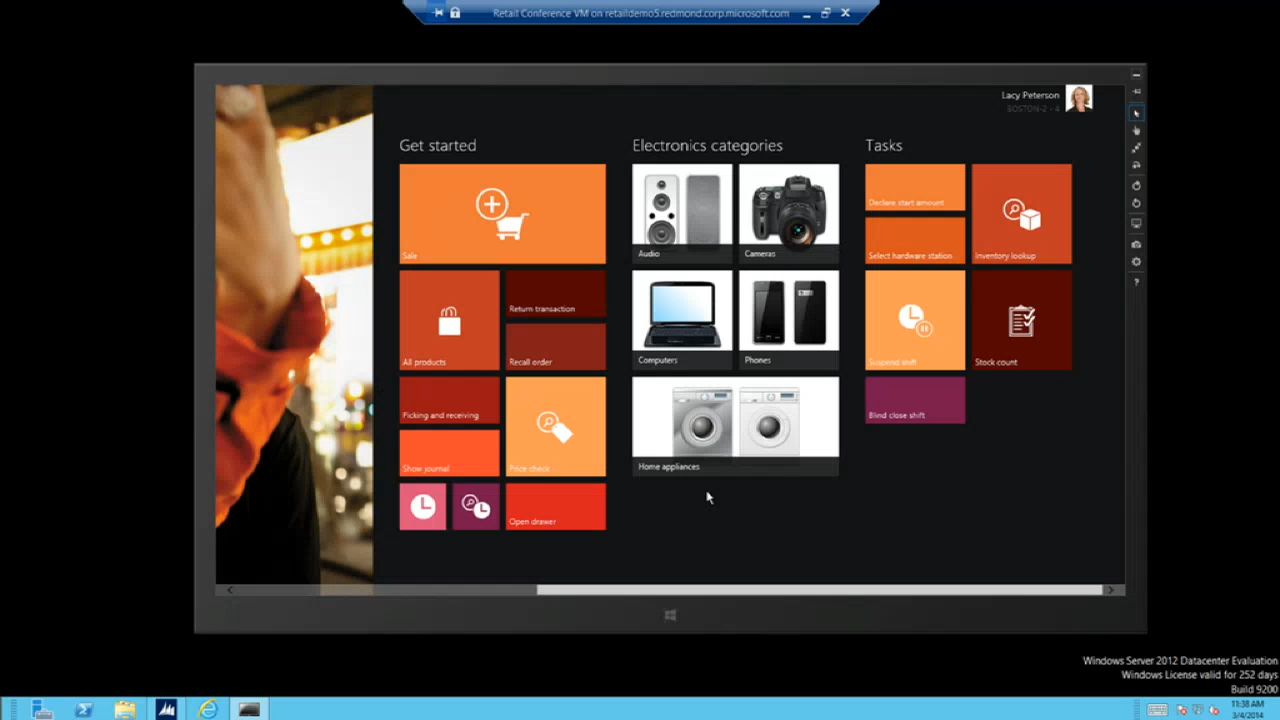 Retail Conference VM on retaildemo5.redmond.corp.microsoft.com
Lacy Peterson
BOSTON-2 - 4
Get started
Electronics categories
Tasks
Sale
Audio
Cameras
Declare start amount
Select hardware station
Inventory lookup
All products
Return transaction
Recall order
Computers
Phones
Suspend shift
Stock count
Picking and receiving
Show journal
Price check
Home appliances
Blind close shift
Open drawer
Windows Server 2012 Datacenter Evaluation
Windows License valid for 252 days
Build 9200
11:38 AM
3/4/2014